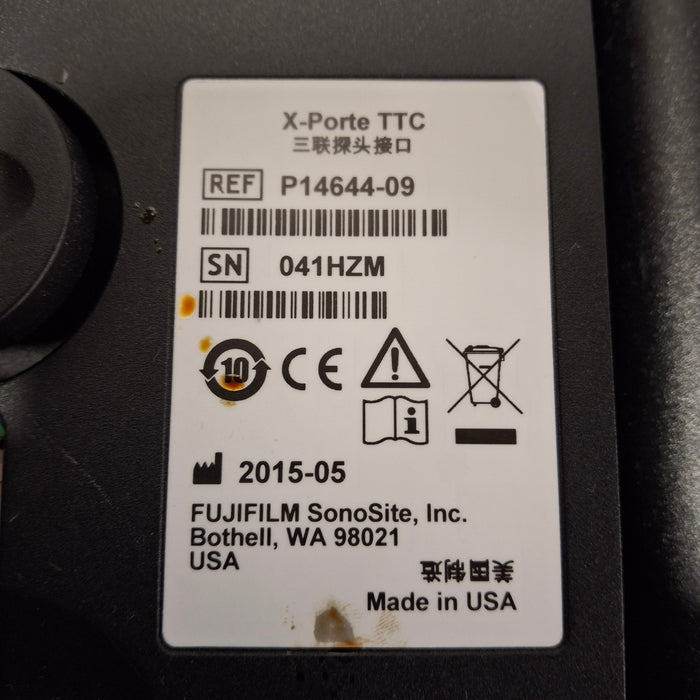 X-Porte TTC
三联探头接口
REF P14644-09
SN 041HZM
10
CE
2015-05
FUJIFILM SonoSite, Inc.
Bothell, WA 98021
USA
美国制造
Made in USA